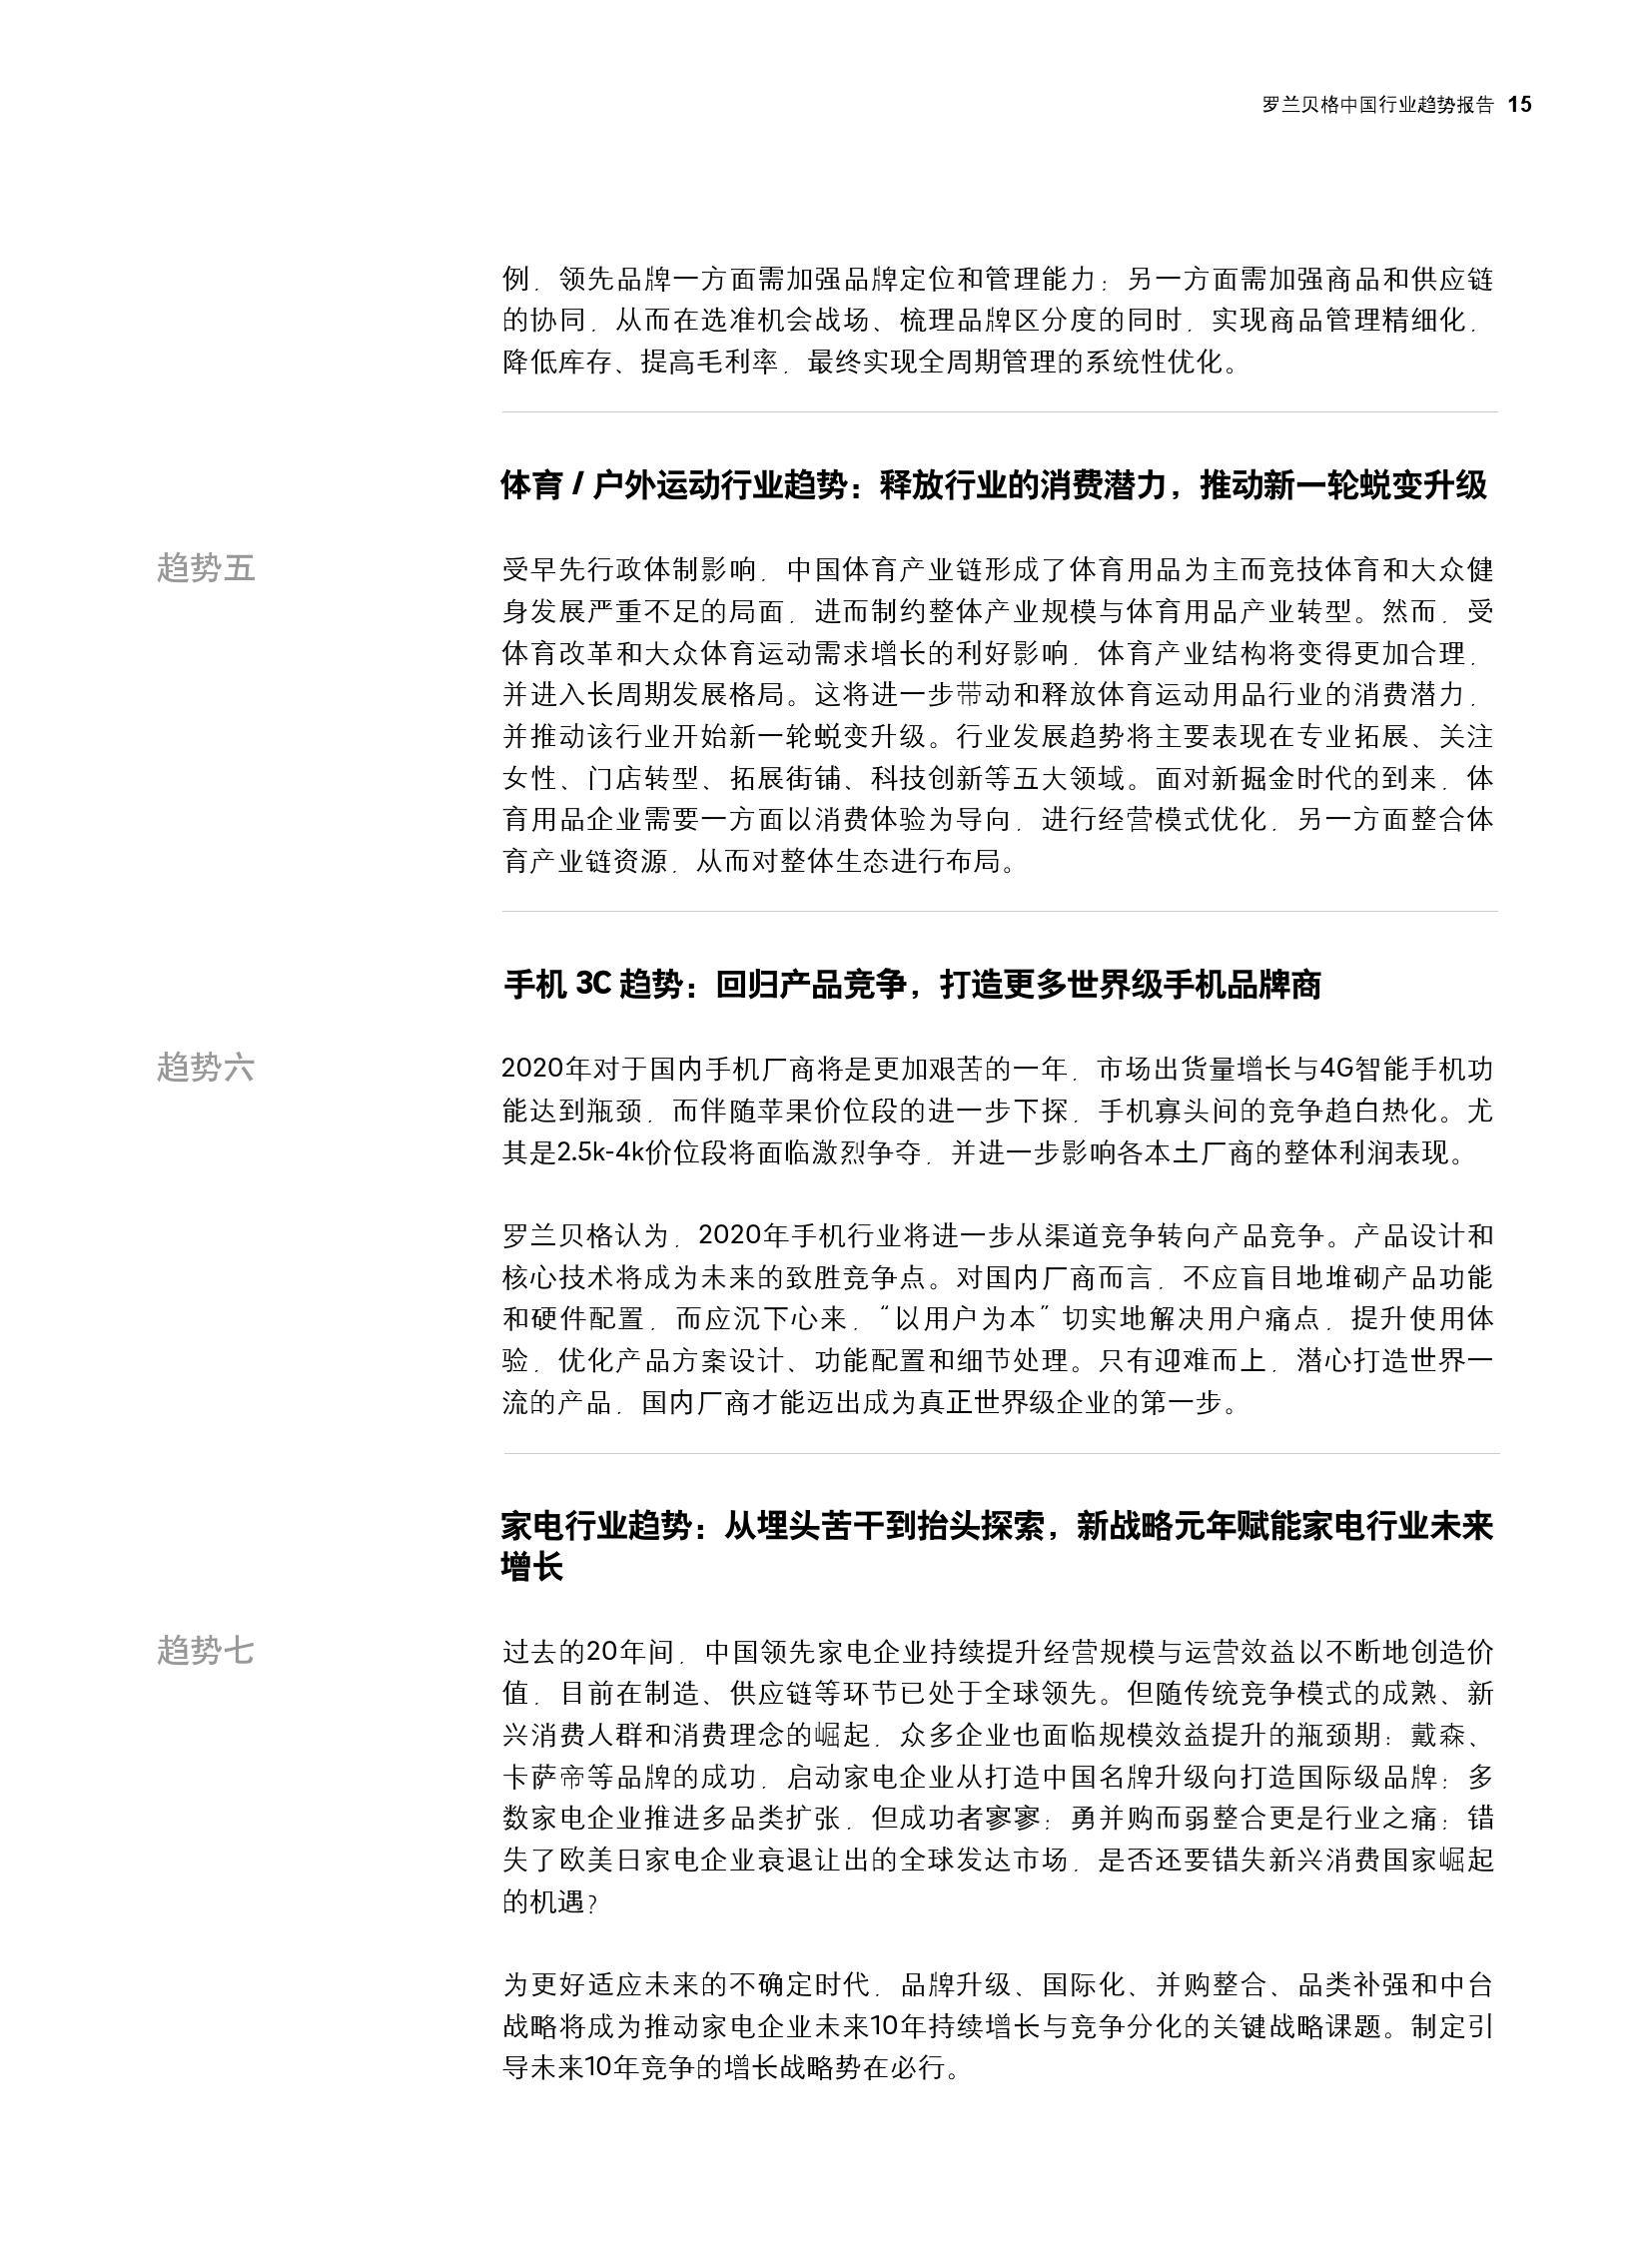 罗兰贝格中国行业趋势报告 15
例，领先品牌一方面需加强品牌定位和管理能力；另一方面需加强商品和供应链
的协同，从而在选准机会战场、梳理品牌区分度的同时，实现商品管理精细化，
降低库存、提高毛利率，最终实现全周期管理的系统性优化。
体育 / 户外运动行业趋势：释放行业的消费潜力，推动新一轮蜕变升级
趋势五
受早先行政体制影响，中国体育产业链形成了体育用品为主而竞技体育和大众健
身发展严重不足的局面，进而制约整体产业规模与体育用品产业转型。然而，受
体育改革和大众体育运动需求增长的利好影响，体育产业结构将变得更加合理，
并进入长周期发展格局。这将进一步带动和释放体育运动用品行业的消费潜力，
并推动该行业开始新一轮蜕变升级。行业发展趋势将主要表现在专业拓展、关注
女性、门店转型、拓展街铺、科技创新等五大领域。面对新掘金时代的到来，体
育用品企业需要一方面以消费体验为导向，进行经营模式优化，另一方面整合体
育产业链资源，从而对整体生态进行布局。
手机 3C 趋势：回归产品竞争，打造更多世界级手机品牌商
趋势六
2020年对于国内手机厂商将是更加艰苦的一年，市场出货量增长与4G智能手机功
能达到瓶颈，而伴随苹果价位段的进一步下探，手机寡头间的竞争趋白热化。尤
其是2.5k-4k价位段将面临激烈争夺，并进一步影响各本土厂商的整体利润表现。
罗兰贝格认为，2020年手机行业将进一步从渠道竞争转向产品竞争。产品设计和
核心技术将成为未来的致胜竞争点。对国内厂商而言，不应盲目地堆砌产品功能
和硬件配置，而应沉下心来，“以用户为本”切实地解决用户痛点，提升使用体
验，优化产品方案设计、功能配置和细节处理。只有迎难而上，潜心打造世界一
流的产品，国内厂商才能迈出成为真正世界级企业的第一步。
家电行业趋势：从埋头苦干到抬头探索，新战略元年赋能家电行业未来
增长
趋势七
过去的20年间，中国领先家电企业持续提升经营规模与运营效益以不断地创造价
值，目前在制造、供应链等环节已处于全球领先。但随传统竞争模式的成熟、新
兴消费人群和消费理念的崛起，众多企业也面临规模效益提升的瓶颈期：戴森、
卡萨帝等品牌的成功，启动家电企业从打造中国名牌升级向打造国际级品牌；多
数家电企业推进多品类扩张，但成功者寥寥；勇并购而弱整合更是行业之痛；错
失了欧美日家电企业衰退让出的全球发达市场，是否还要错失新兴消费国家崛起
的机遇？
为更好适应未来的不确定时代，品牌升级、国际化、并购整合、品类补强和中台
战略将成为推动家电企业未来10年持续增长与竞争分化的关键战略课题。制定引
导未来10年竞争的增长战略势在必行。